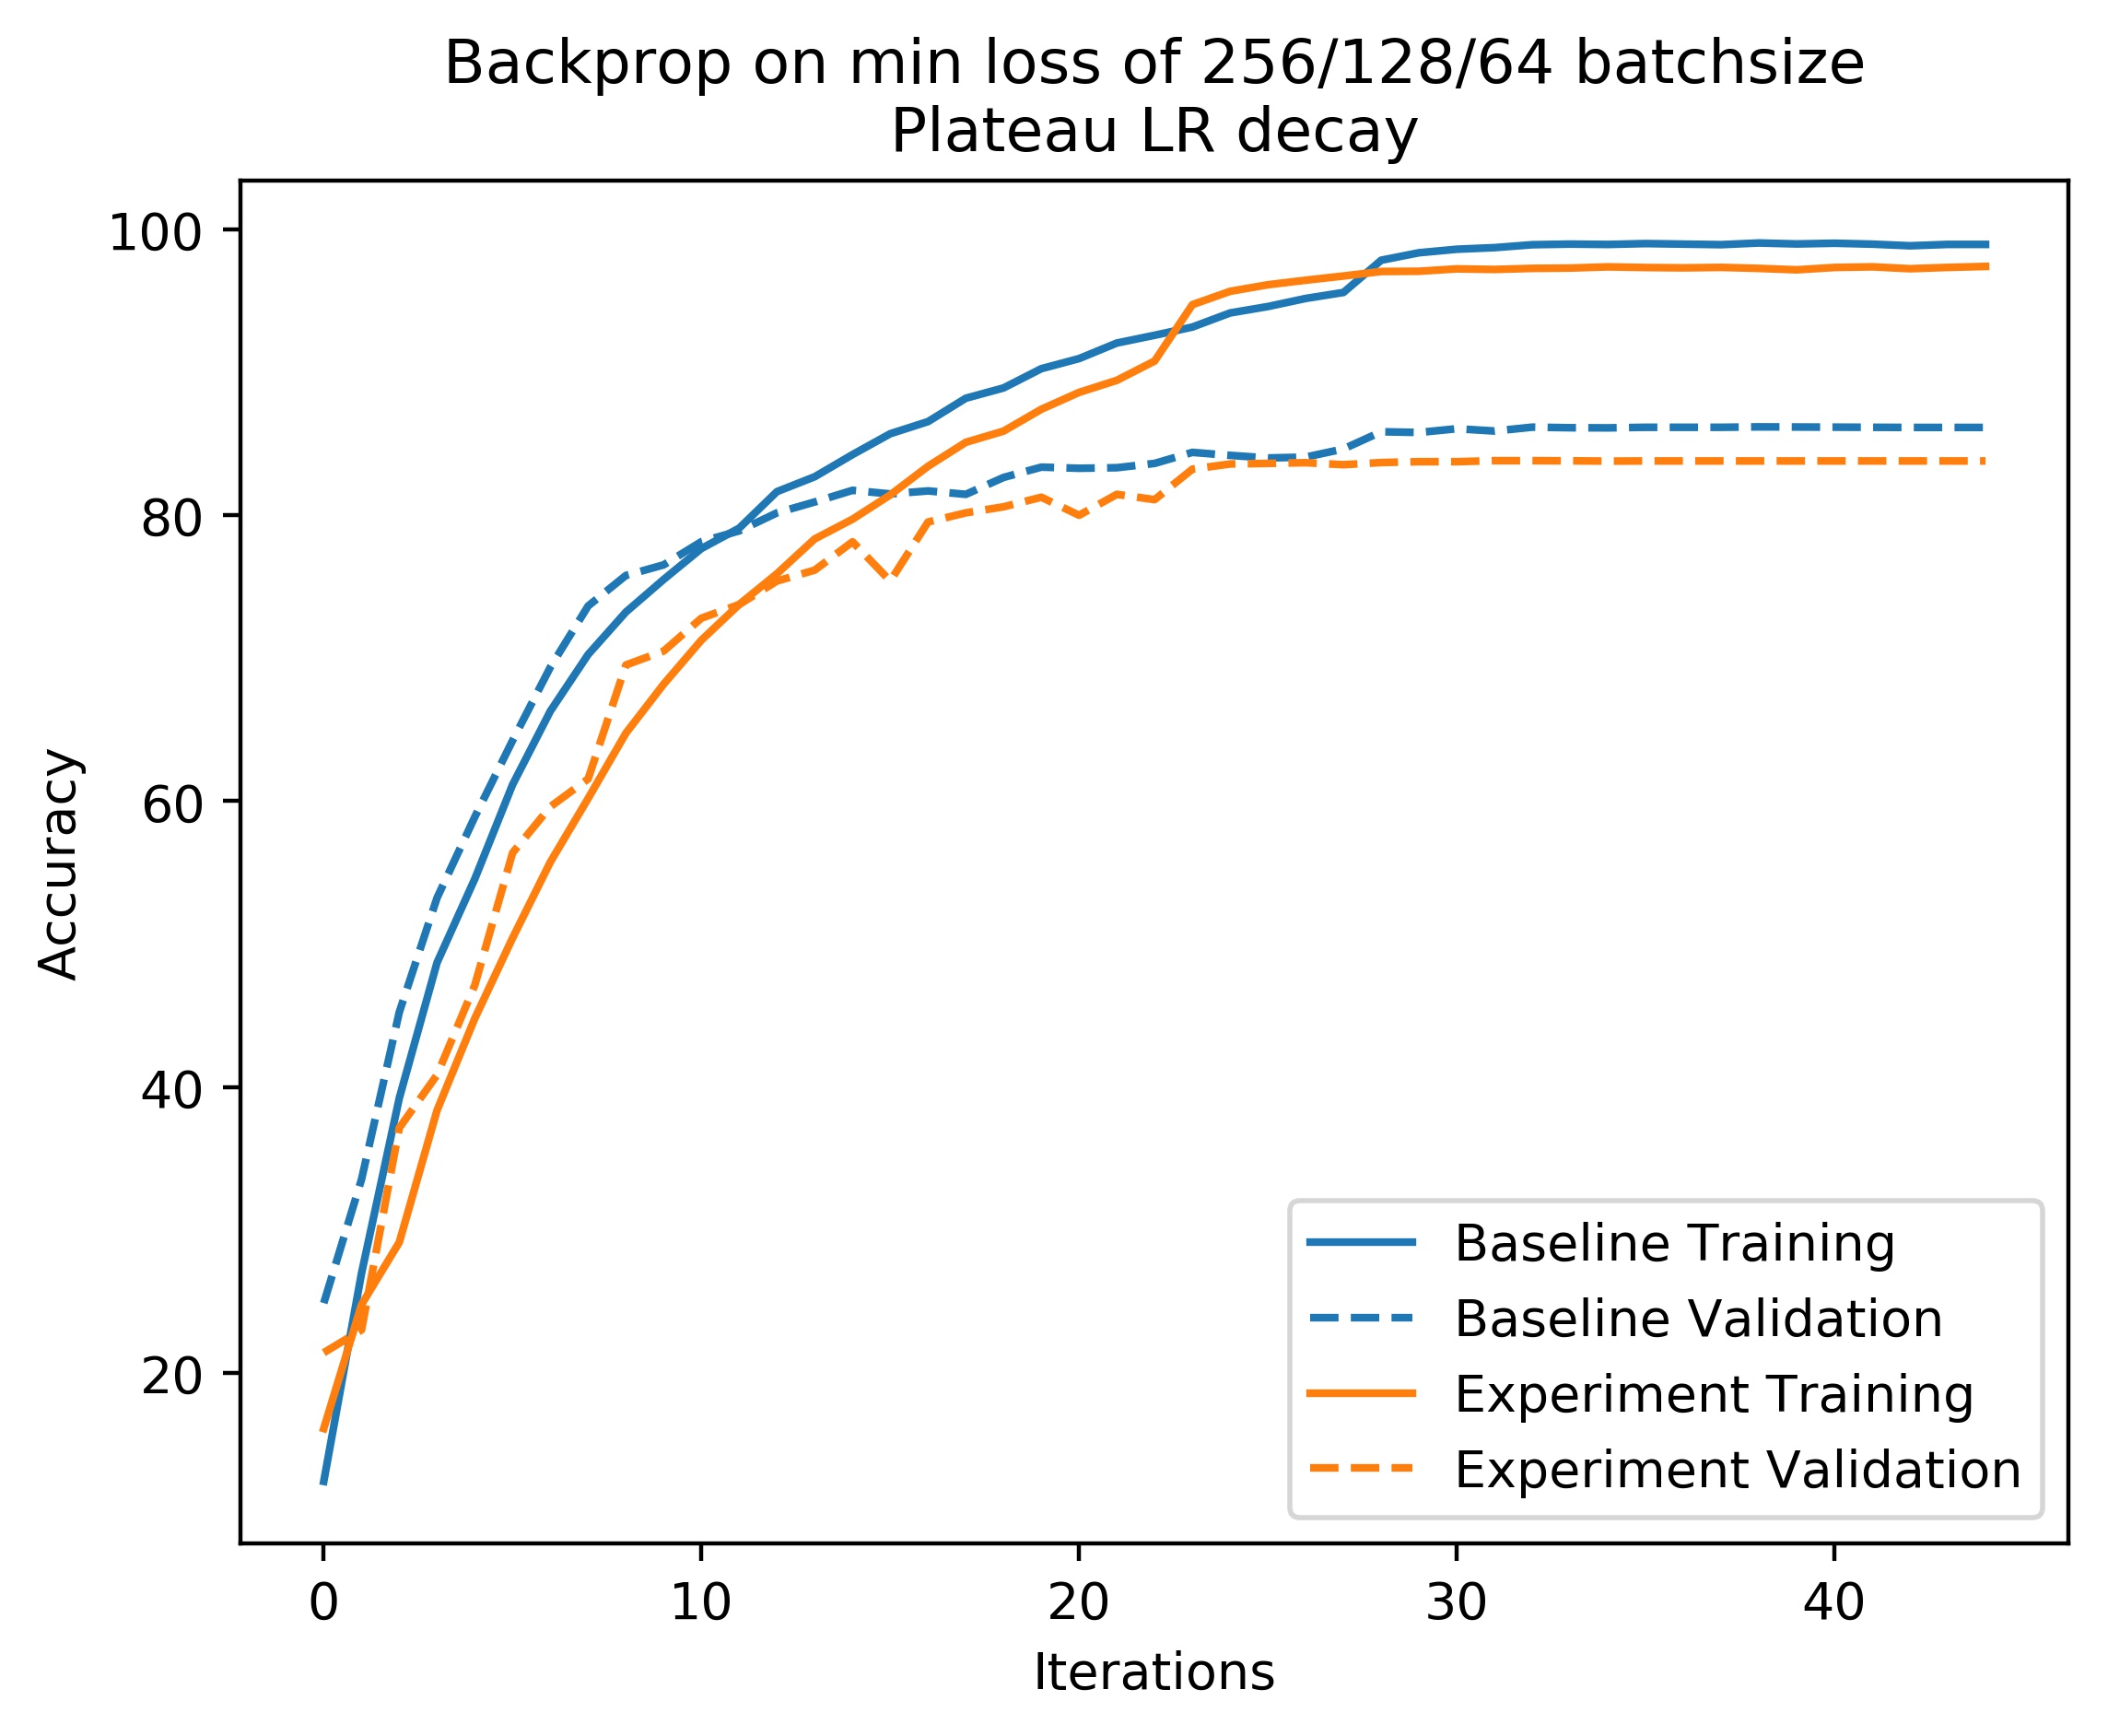 Backprop on min loss of 256/128/64 batchsize
Plateau LR decay
100
80
60
40
20
Accuracy
0 10 20 30 40
Iterations
Baseline Training
Baseline Validation
Experiment Training
Experiment Validation